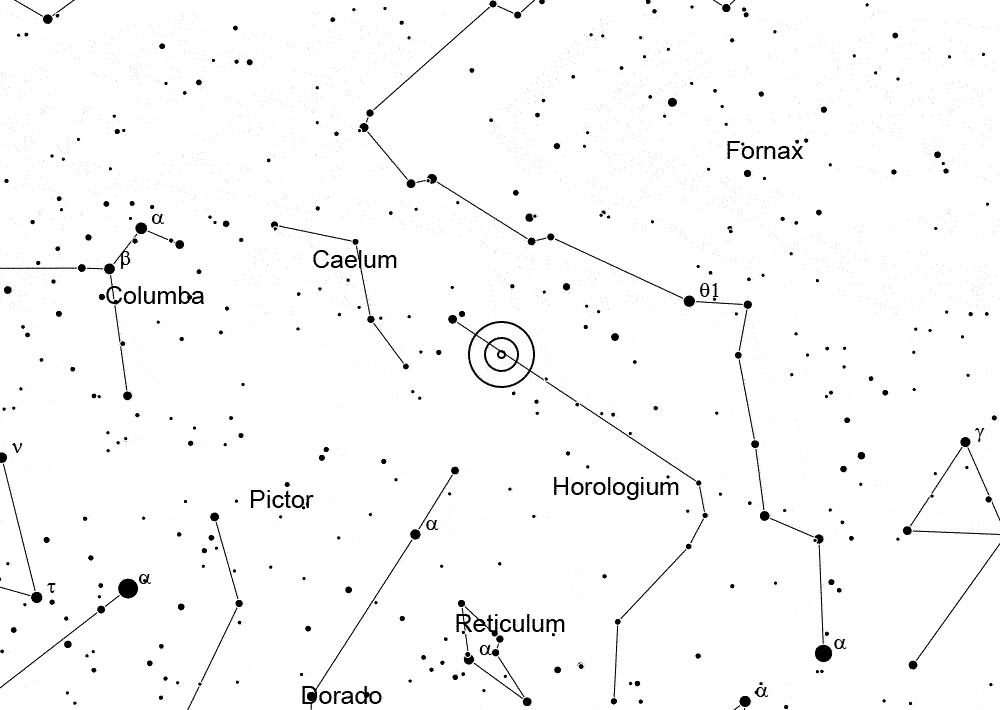 Fornax
α
β
Caelum
Columba
θ1
γ
ν
Horologium
Pictor
α
τ
α
Reticulum
α
α
Dorado
α